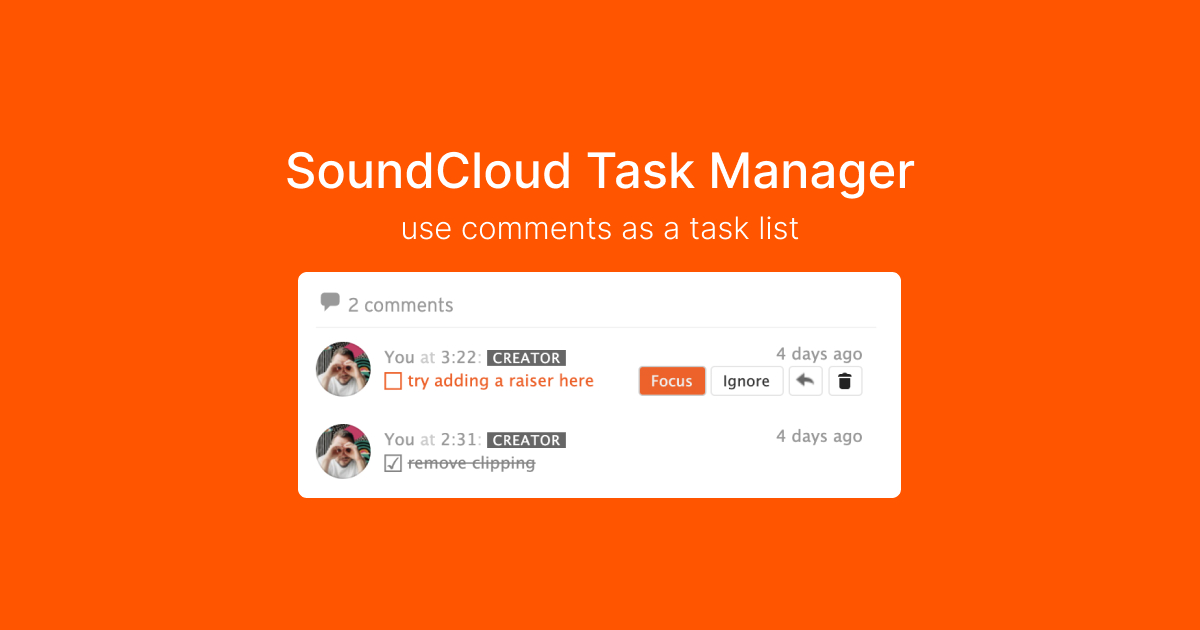 SoundCloud Task Manager
use comments as a task list
2 comments
You at 3:22: CREATOR
4 days ago
try adding a raiser here
Focus
Ignore
You at 2:31: CREATOR
4 days ago
remove clipping